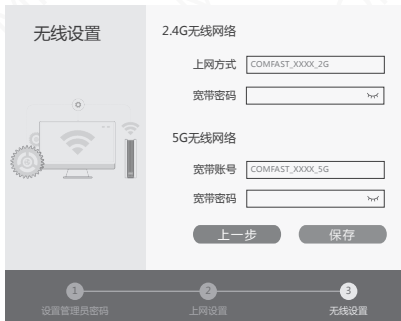 无线设置
2.4G无线网络
上网方式 COMFAST_XXXX_2G
宽带密码
5G无线网络
宽带账号 COMFAST_XXXX_5G
宽带密码
上一步 保存
1 2 3
设置管理员密码 上网设置 无线设置